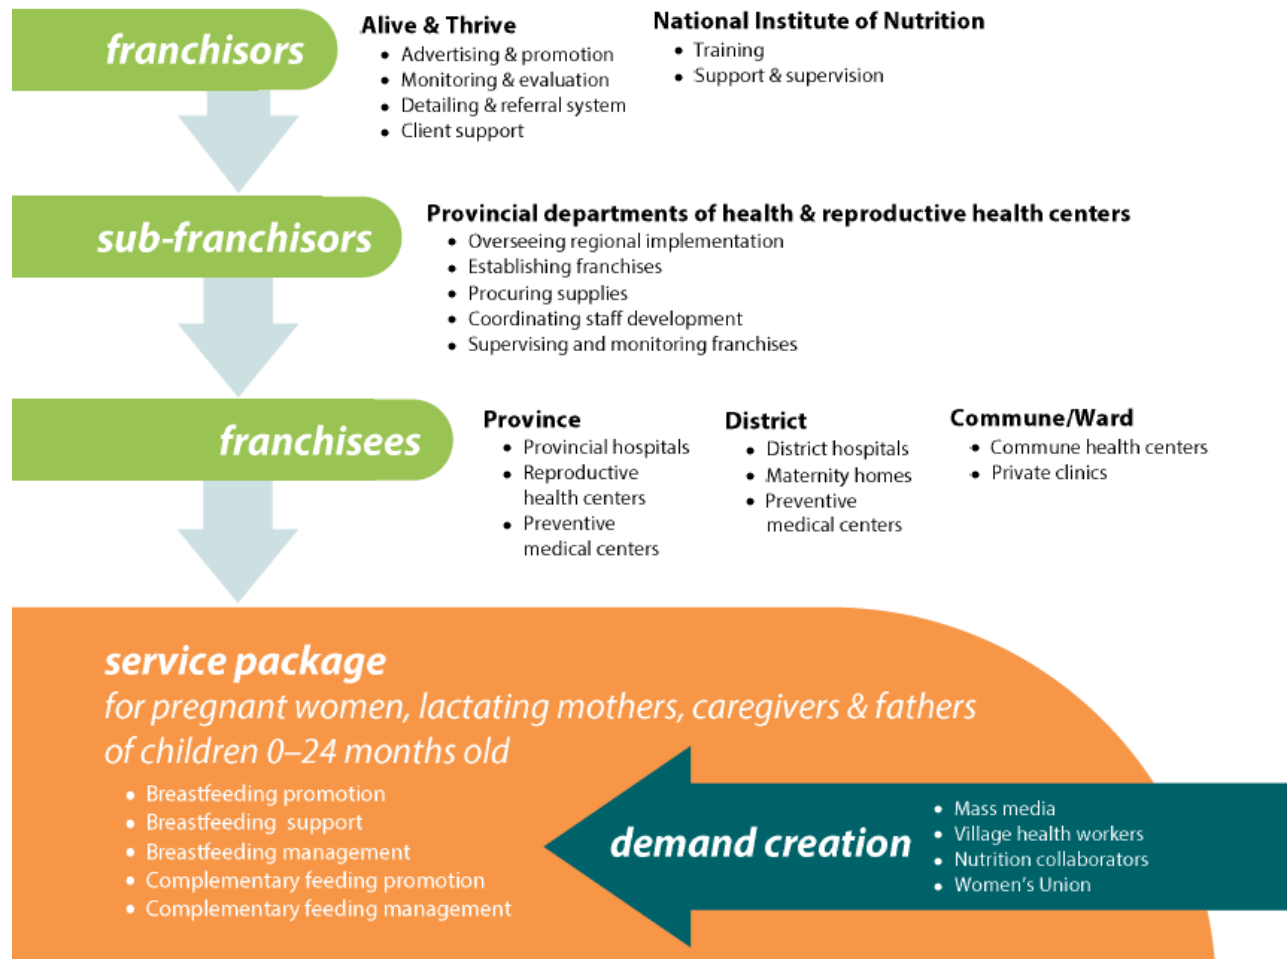 franchisors
Alive & Thrive
• Advertising & promotion
• Monitoring & evaluation
• Detailing & referral system
• Client support
National Institute of Nutrition
• Training
• Support & supervision
sub-franchisors
Provincial departments of health & reproductive health centers
• Overseeing regional implementation
• Establishing franchises
• Procuring supplies
• Coordinating staff development
• Supervising and monitoring franchises
franchisees
Province
• Provincial hospitals
• Reproductive
health centers
• Preventive
medical centers
District
• District hospitals
• Maternity homes
• Preventive
medical centers
Commune/Ward
• Commune health centers
• Private clinics
service package
for pregnant women, lactating mothers, caregivers & fathers
of children 0–24 months old
• Breastfeeding promotion
• Breastfeeding support
• Breastfeeding management
• Complementary feeding promotion
• Complementary feeding management
demand creation
• Mass media
• Village health workers
• Nutrition collaborators
• Women's Union